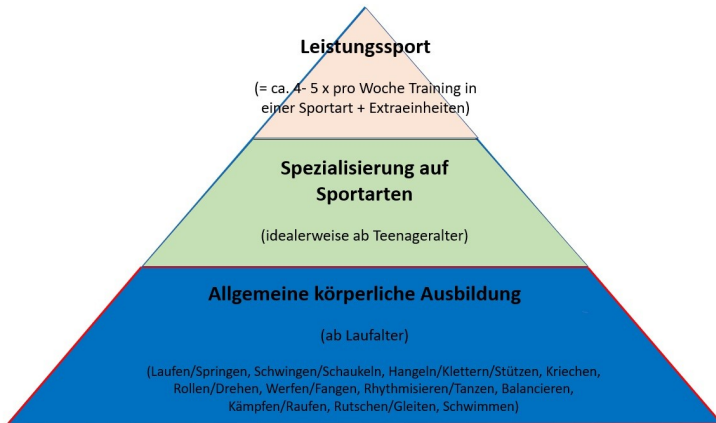 Leistungssport
(= ca. 4- 5 x pro Woche Training in
einer Sportart + Extraeinheiten)
Spezialisierung auf
Sportarten
(idealerweise ab Teenageralter)
Allgemeine körperliche Ausbildung
(ab Laufalter)
(Laufen/Springen, Schwingen/Schaukeln, Hangeln/Klettern/Stützen, Kriechen,
Rollen/Drehen, Werfen/Fangen, Rhythmisieren/Tanzen, Balancieren,
Kämpfen/Raufen, Rutschen/Gleiten, Schwimmen)